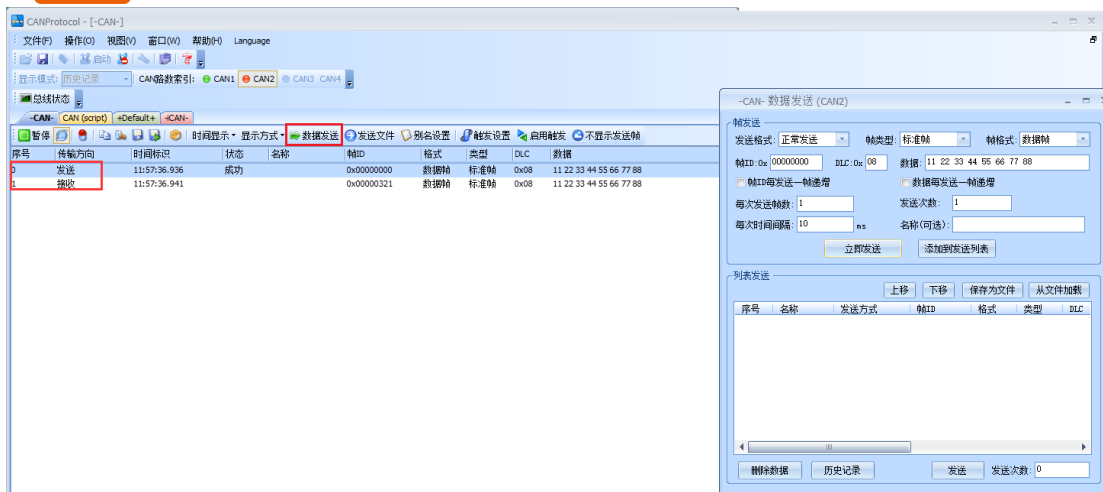 CANProtocol - [-CAN-]
文件(F) 操作(O) 视图(V) 窗口(W) 帮助(H) Language
启动
显示模式: 历史记录 CAN路数索引: CAN1 CAN2 CAN3 CAN4
总线状态
-CAN- CAN (script) +Default+ +CAN-
暂停 时间显示 显示方式 数据发送 发送文件 别名设置 触发设置 启用触发 不显示发送帧
序号 传输方向 时间标识 状态 名称 帧ID 格式 类型 DLC 数据
0 发送 11:57:36.936 成功 0x00000000 数据帧 标准帧 0x08 11 22 33 44 55 66 77 88
1 接收 11:57:36.941 0x00000321 数据帧 标准帧 0x08 11 22 33 44 55 66 77 88
-CAN- 数据发送 (CAN2)
帧发送
发送格式: 正常发送 帧类型: 标准帧 帧格式: 数据帧
帧ID:0x 00000000 DLC:0x 08 数据: 11 22 33 44 55 66 77 88
帧ID每发送一帧递增 数据每发送一帧递增
每次发送帧数: 1 发送次数: 1
每次时间间隔: 10 ms 名称(可选):
立即发送 添加到发送列表
列表发送
上移 下移 保存为文件 从文件加载
序号 名称 发送方式 帧ID 格式 类型 DLC
删除数据 历史记录 发送 发送次数: 0